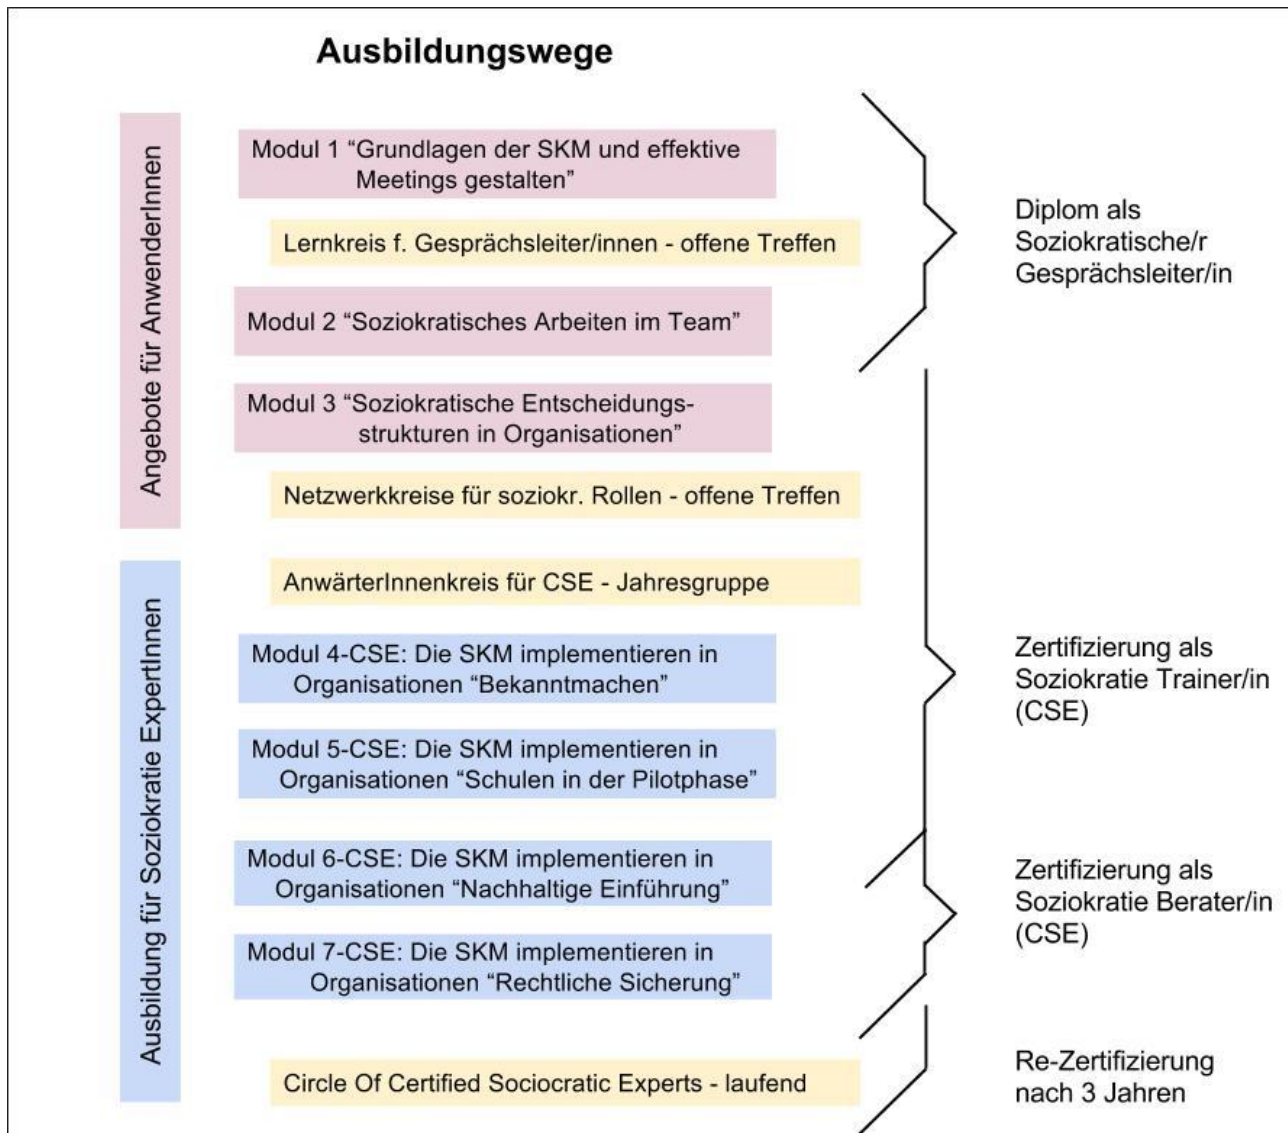 Ausbildungswege
Angebote für AnwenderInnen
Modul 1 “Grundlagen der SKM und effektive
Meetings gestalten”
Lernkreis f. Gesprächsleiter/innen - offene Treffen
Modul 2 “Soziokratisches Arbeiten im Team”
Diplom als
Soziokratische/r
Gesprächsleiter/in
Modul 3 “Soziokratische Entscheidungs-
strukturen in Organisationen”
Netzwerkkreise für soziokr. Rollen - offene Treffen
Ausbildung für Soziokratie ExpertInnen
AnwärterInnenkreis für CSE - Jahresgruppe
Modul 4-CSE: Die SKM implementieren in
Organisationen “Bekanntmachen”
Modul 5-CSE: Die SKM implementieren in
Organisationen “Schulen in der Pilotphase”
Zertifizierung als
Soziokratie Trainer/in
(CSE)
Modul 6-CSE: Die SKM implementieren in
Organisationen “Nachhaltige Einführung”
Modul 7-CSE: Die SKM implementieren in
Organisationen “Rechtliche Sicherung”
Zertifizierung als
Soziokratie Berater/in
(CSE)
Circle Of Certified Sociocratic Experts - laufend
Re-Zertifizierung
nach 3 Jahren